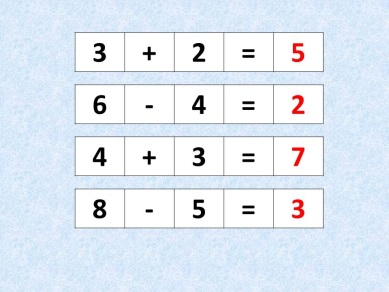 3 + 2 = 5
6 - 4 = 2
4 + 3 = 7
8 - 5 = 3